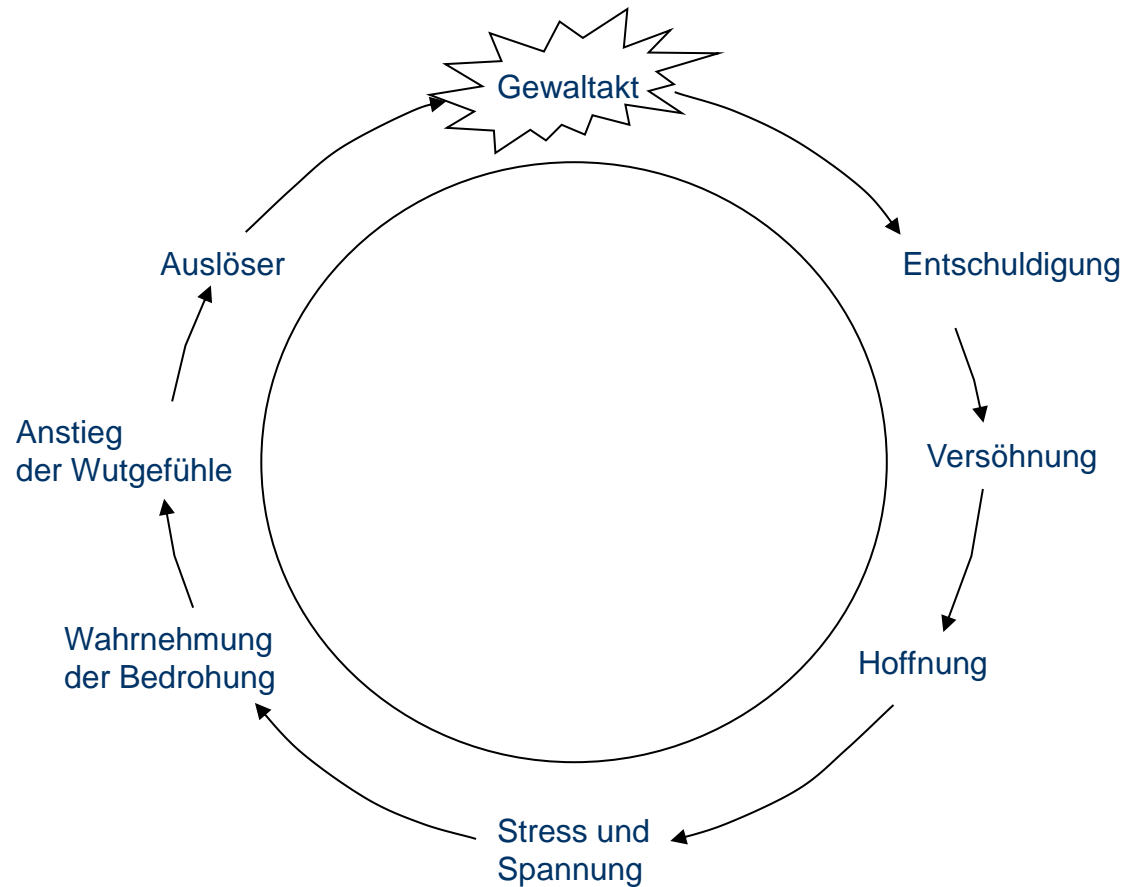 Gewaltakt
Entschuldigung
Versöhnung
Hoffnung
Stress und
Spannung
Wahrnehmung
der Bedrohung
Anstieg
der Wutgefühle
Auslöser